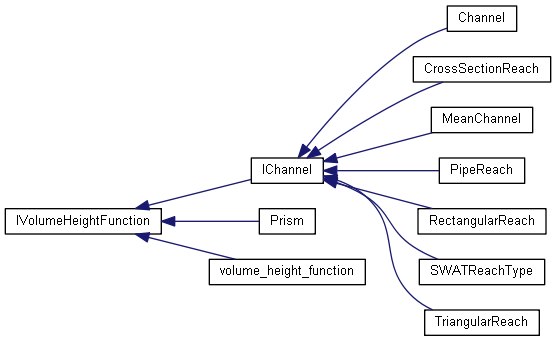 Channel
CrossSectionReach
MeanChannel
IChannel
PipeReach
IVolumeHeightFunction
Prism
RectangularReach
volume_height_function
SWATReachType
TriangularReach